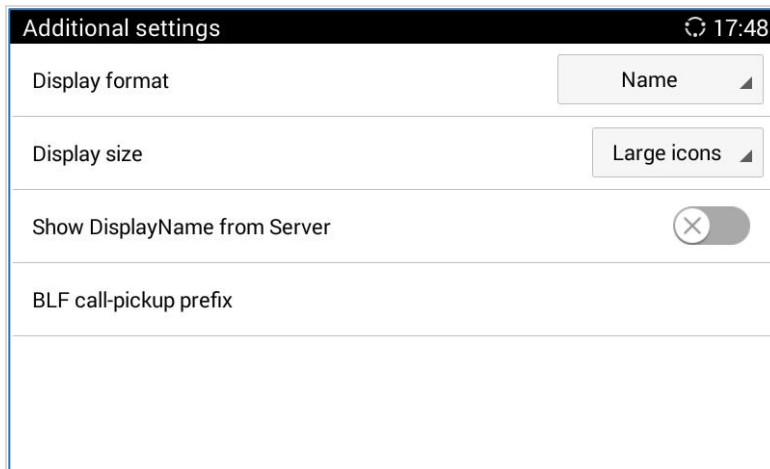 Additional settings 17:48
Display format Name
Display size Large icons
Show DisplayName from Server
BLF call-pickup prefix